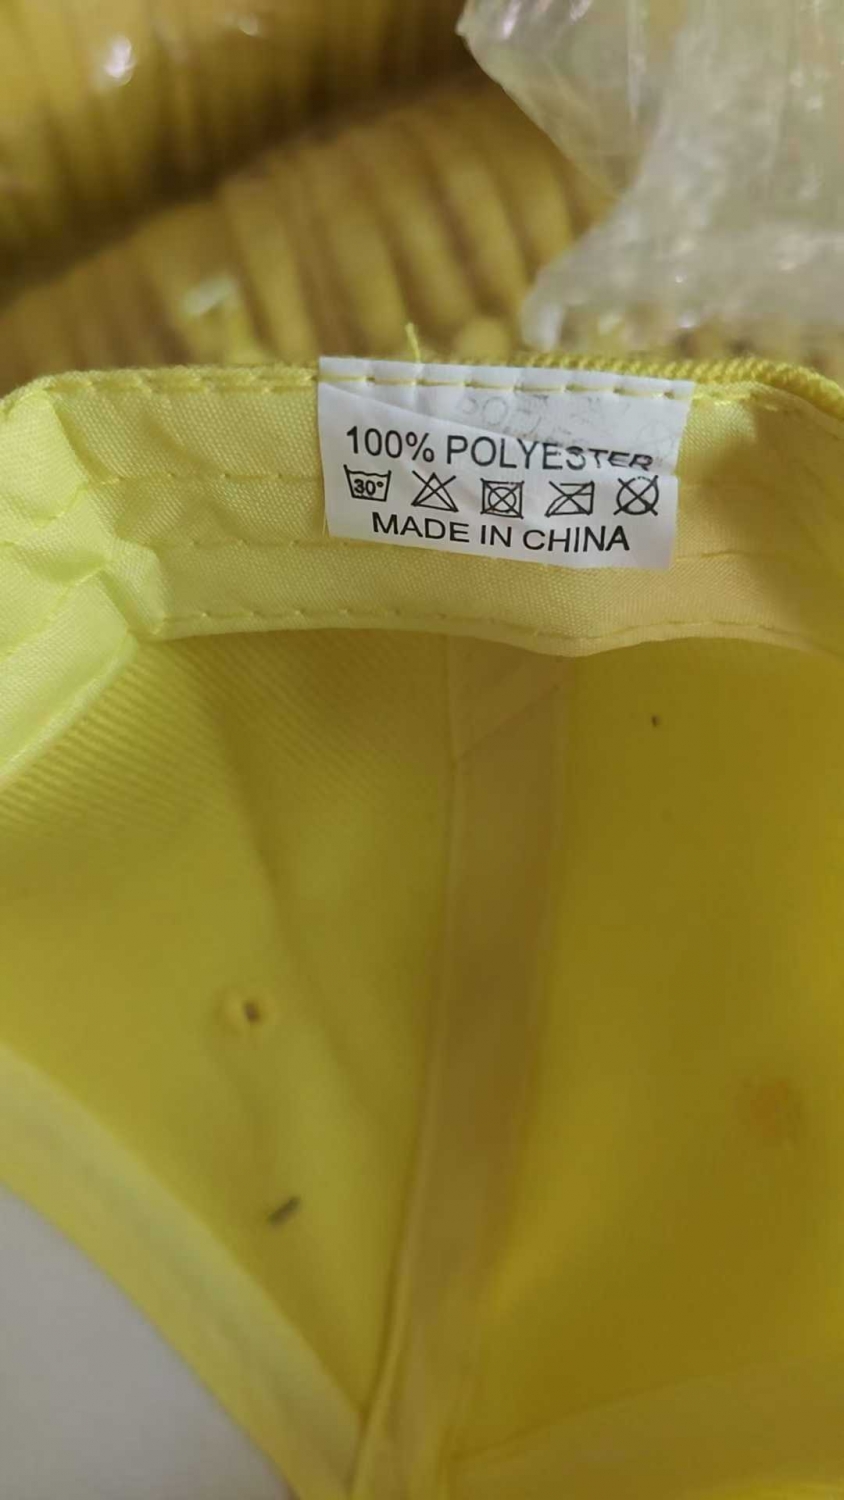 100% POLYESTER
30°
MADE IN CHINA